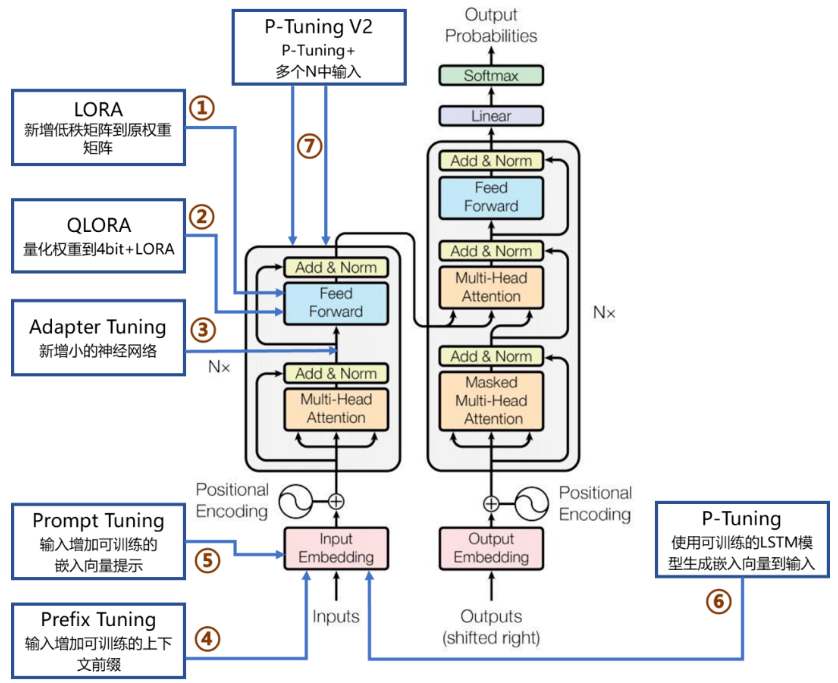 P-Tuning V2
P-Tuning+
多个N中输入
⑦
LORA
新增低秩矩阵到原权重
矩阵
①
QLORA
量化权重到4bit+LORA
②
Adapter Tuning
新增小的神经网络
③
Prompt Tuning
输入增加可训练的
嵌入向量提示
⑤
Prefix Tuning
输入增加可训练的上下
文前缀
④
Add & Norm
Feed
Forward
N×
Add & Norm
Multi-Head
Attention
Positional
Encoding
Input
Embedding
Inputs
Output
Probabilities
Softmax
Linear
Add & Norm
Feed
Forward
Add & Norm
Multi-Head
Attention
N×
Add & Norm
Masked
Multi-Head
Attention
Positional
Encoding
Output
Embedding
Outputs
(shifted right)
P-Tuning
使用可训练的LSTM模
型生成嵌入向量到输入
⑥